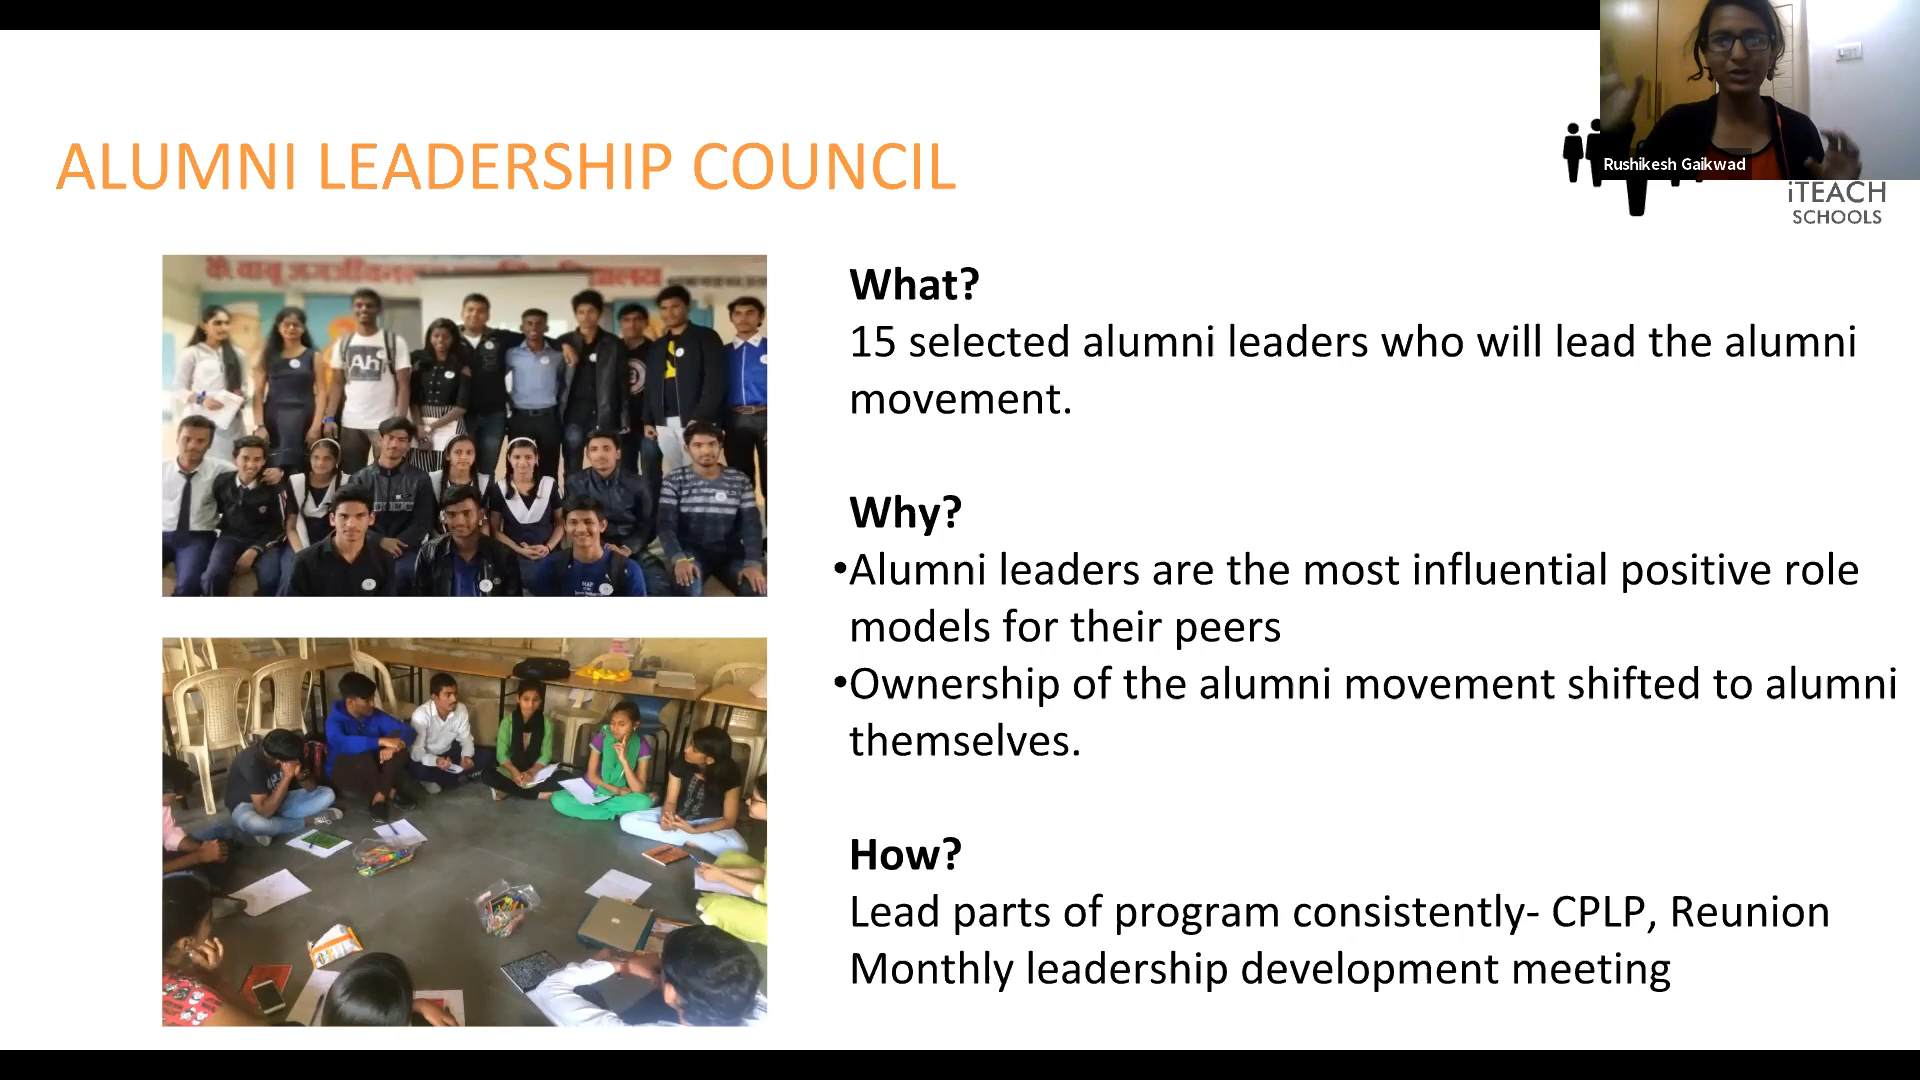 Rushikesh Gaikwad
ALUMNI LEADERSHIP COUNCIL
iTEACH
SCHOOLS
What?
15 selected alumni leaders who will lead the alumni
movement.
Why?
•Alumni leaders are the most influential positive role
models for their peers
•Ownership of the alumni movement shifted to alumni
themselves.
How?
Lead parts of program consistently- CPLP, Reunion
Monthly leadership development meeting
Ah